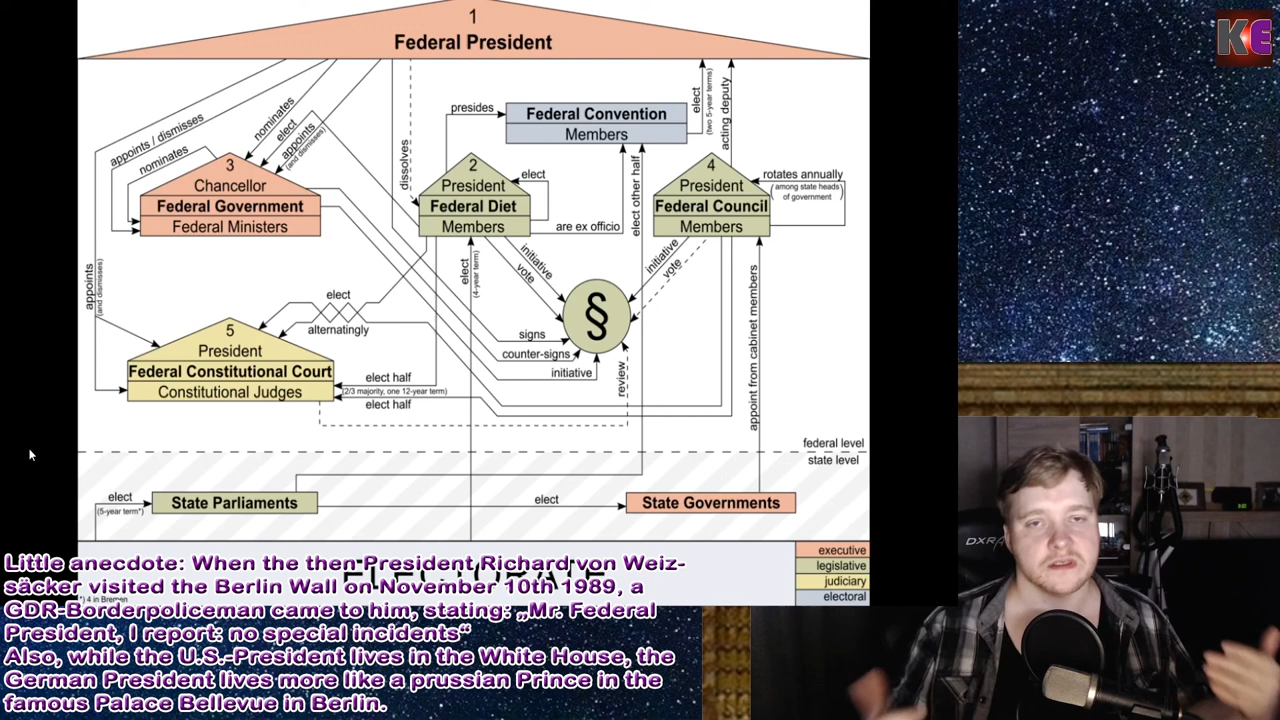 1
Federal President
KE
appoints / dismisses
nominates
nominates
elect
appoints
(and dismisses)
dissolves
presides
Federal Convention
Members
elect
(two 5-year terms)
acting deputy
3
Chancellor
Federal Government
Federal Ministers
2
President
Federal Diet
Members
elect
are ex officio
elect other half
4
President
Federal Council
Members
rotates annually
(among state heads
of government)
initiative
vote
initiative
vote
elect
(4-year term)
§
appoints
(and dismisses)
elect
alternatingly
signs
counter-signs
initiative
review
appoint from cabinet members
5
President
Federal Constitutional Court
Constitutional Judges
elect half
(2/3 majority, one 12-year term)
elect half
federal level
state level
elect
(5-year term*)
State Parliaments
elect
State Governments
executive
legislative
judiciary
electoral
*) 4 in Bremen
DXRA
Little anecdote: When the then President Richard von Weiz-
säcker visited the Berlin Wall on November 10th 1989, a
GDR-Borderpoliceman came to him, stating: „Mr. Federal
President, I report: no special incidents“
Also, while the U.S.-President lives in the White House, the
German President lives more like a prussian Prince in the
famous Palace Bellevue in Berlin.